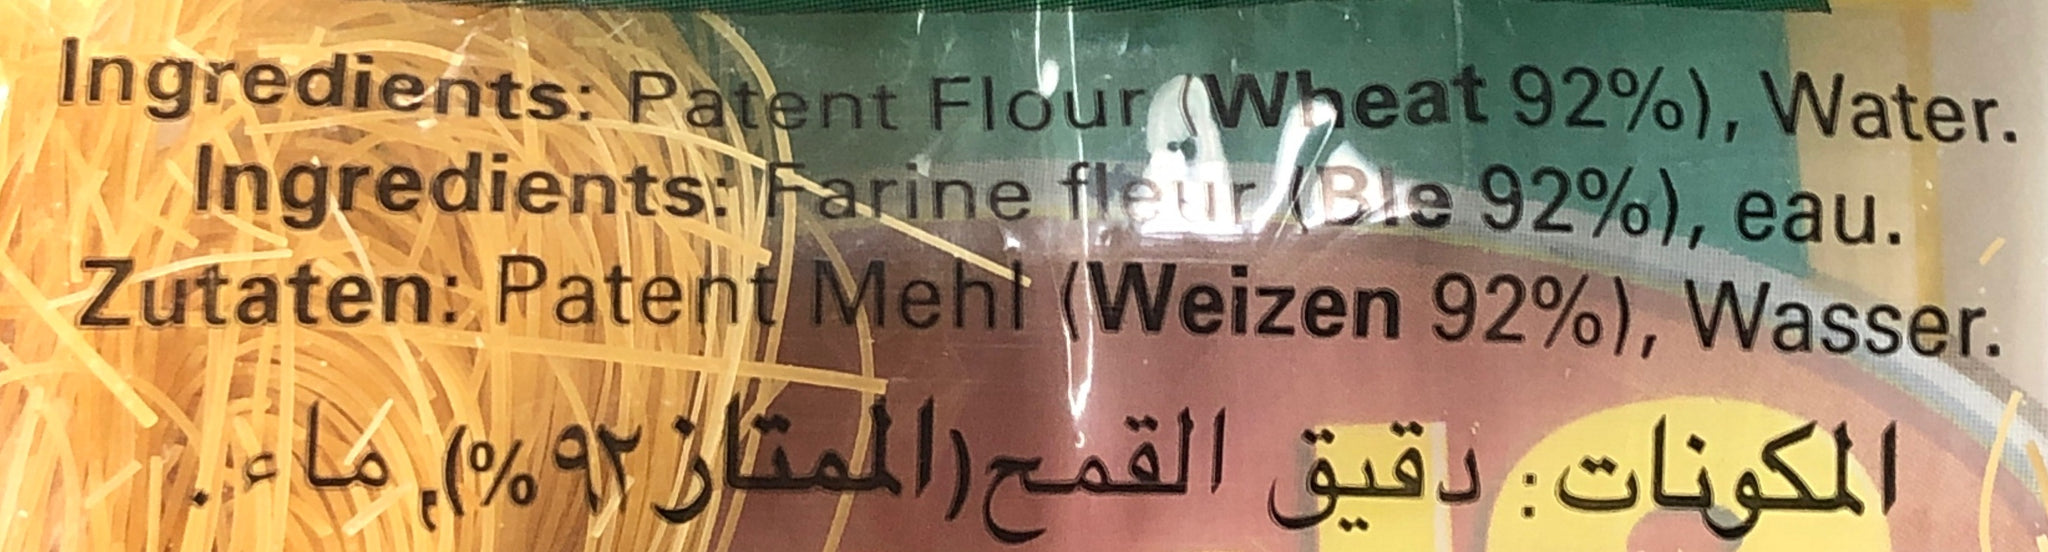 Ingredients: Patent Flour (Wheat 92%), Water.
Ingredients: Farine fleur (Ble 92%), eau.
Zutaten: Patent Mehl (Weizen 92%), Wasser.
المكونات: دقيق القمح (الممتاز ٩٢%)، ماء.